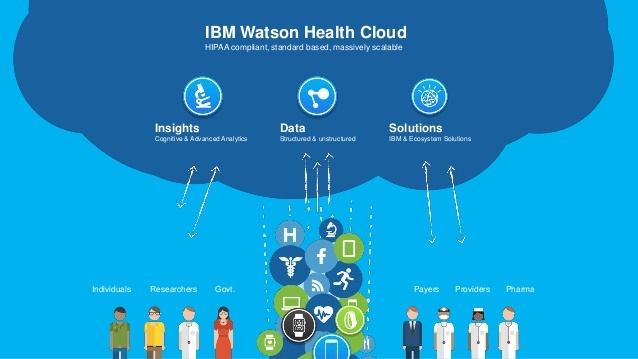 IBM Watson Health Cloud
HIPAA compliant, standard based, massively scalable
Insights
Cognitive & Advanced Analytics
Data
Structured & unstructured
Solutions
IBM & Ecosystem Solutions
H
f
Individuals Researchers Govt.
Payers Providers Pharma